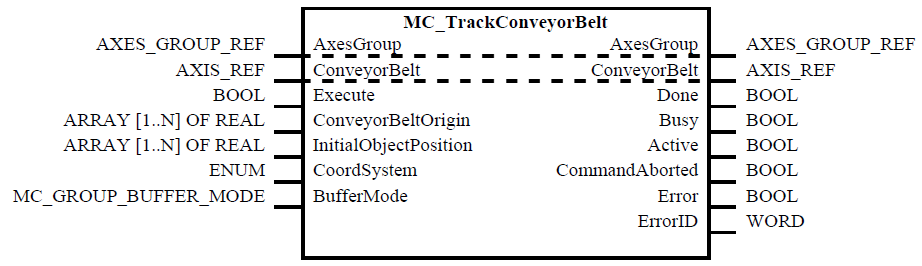 MC_TrackConveyorBelt
AXES_GROUP_REF AxesGroup AxesGroup AXES_GROUP_REF
AXIS_REF ConveyorBelt ConveyorBelt AXIS_REF
BOOL Execute Done BOOL
ARRAY [1..N] OF REAL ConveyorBeltOrigin Busy BOOL
ARRAY [1..N] OF REAL InitialObjectPosition Active BOOL
ENUM CoordSystem CommandAborted BOOL
MC_GROUP_BUFFER_MODE BufferMode Error BOOL
ErrorID WORD